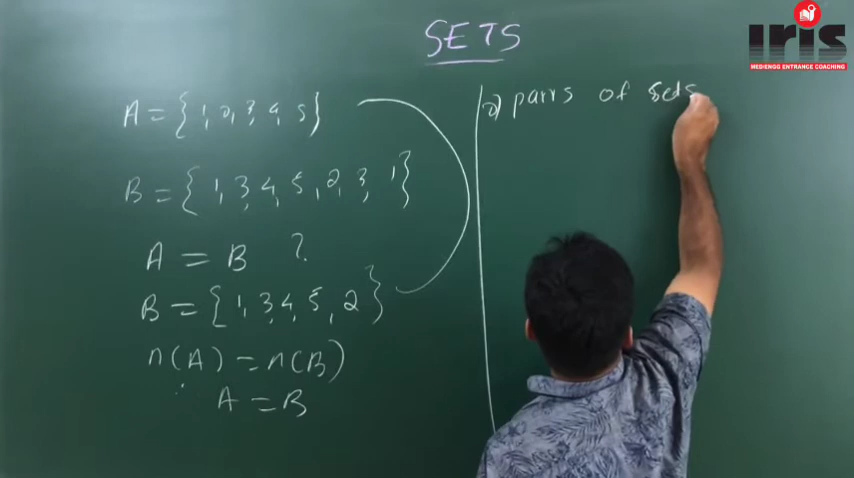 SETS
iris
MEDIENGG ENTRANCE COACHING
A = {1, 2, 3, 4, 5}
B = {1, 3, 4, 5, 2, 3, 1}
A = B ?
B = {1, 3, 4, 5, 2}
n(A) = n(B)
∴ A = B
2) pairs of sets